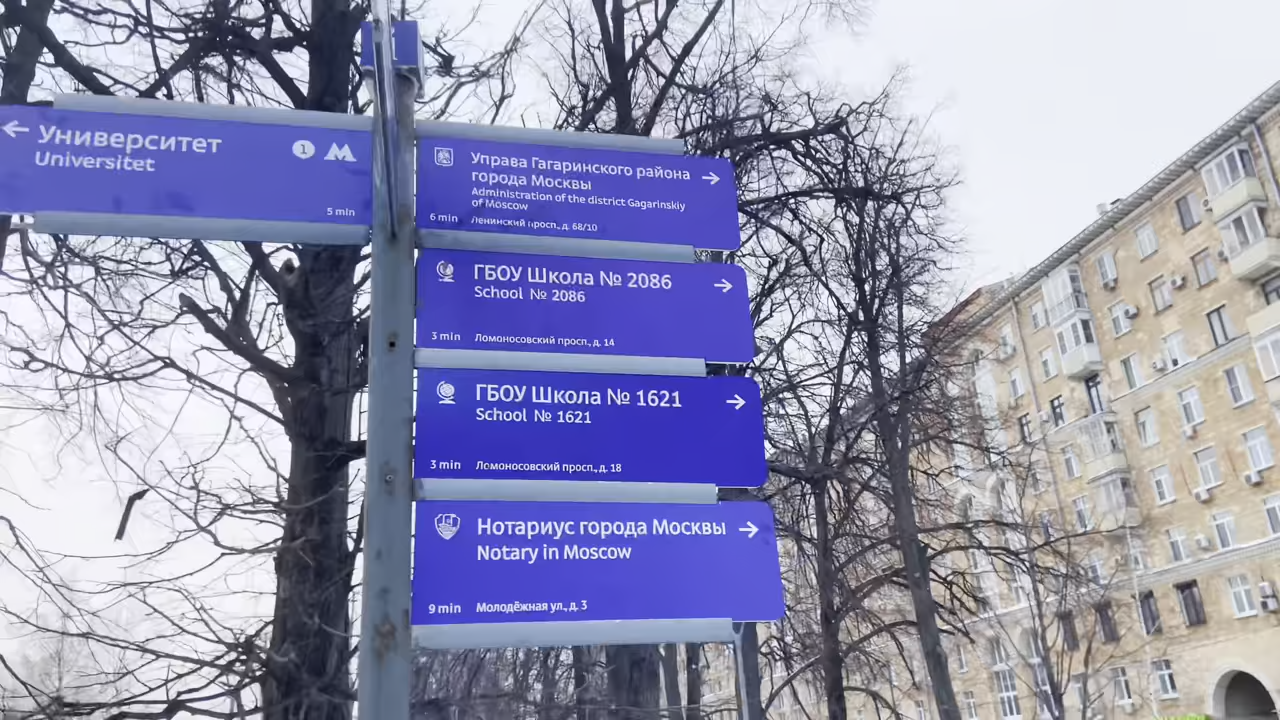 Университет
Universitet
1
5 min
Управа Гагаринского района
города Москвы
Administration of the district Gagarinskiy
of Moscow
6 min Ленинский просп., д. 68/10
ГБОУ Школа № 2086
School № 2086
3 min Ломоносовский просп., д. 14
ГБОУ Школа № 1621
School № 1621
3 min Ломоносовский просп., д. 18
Нотариус города Москвы
Notary in Moscow
9 min Молодёжная ул., д. 3